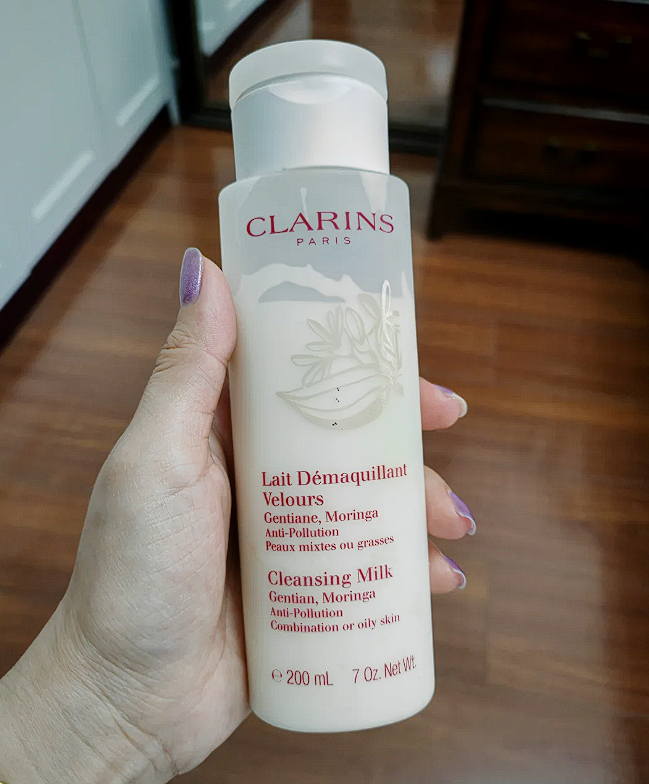 CLARINS
PARIS
Lait Démaquillant
Velours
Gentiane, Moringa
Anti-Pollution
Peaux mixtes ou grasses
Cleansing Milk
Gentian, Moringa
Anti-Pollution
Combination or oily skin
℮ 200 mL 7 Oz. Net Wt.